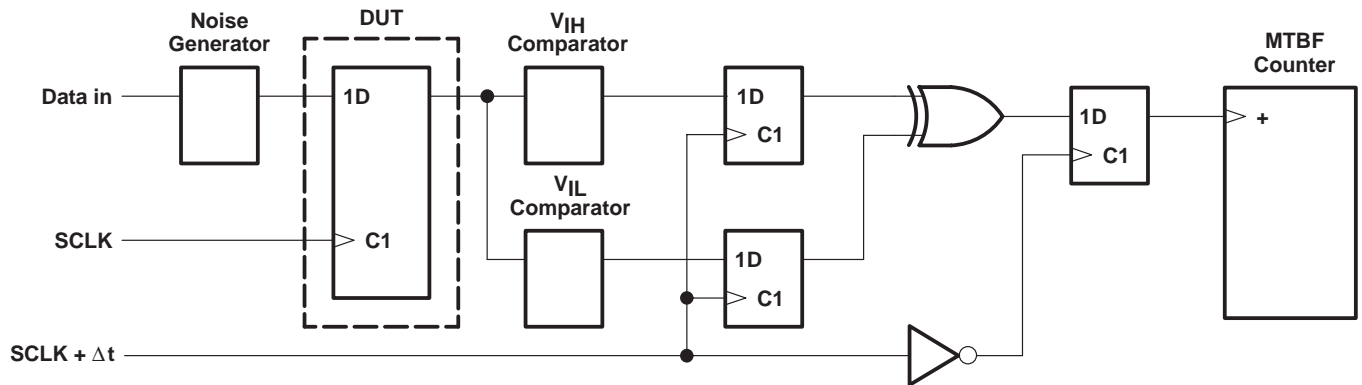 Noise
Generator
DUT
VIH
Comparator
MTBF
Counter
Data in
1D
1D
1D
+
C1
C1
VIL
Comparator
SCLK
C1
1D
C1
SCLK + Δt